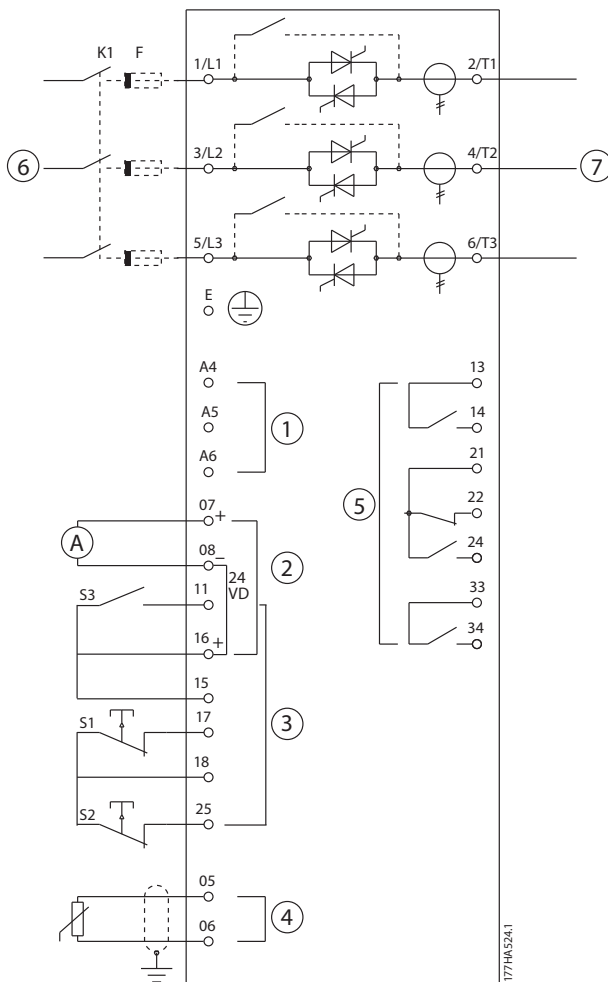 K1 F
1/L1 2/T1
6 3/L2 4/T2 7
5/L3 6/T3
E
A4 13
A5 1 14
A6 21
07 + 5 22
A 08 – 2 24
24 VD
S3 11 33
16 + 34
15
S1 17 3
18
S2 25
05
4
06
177HA524.1